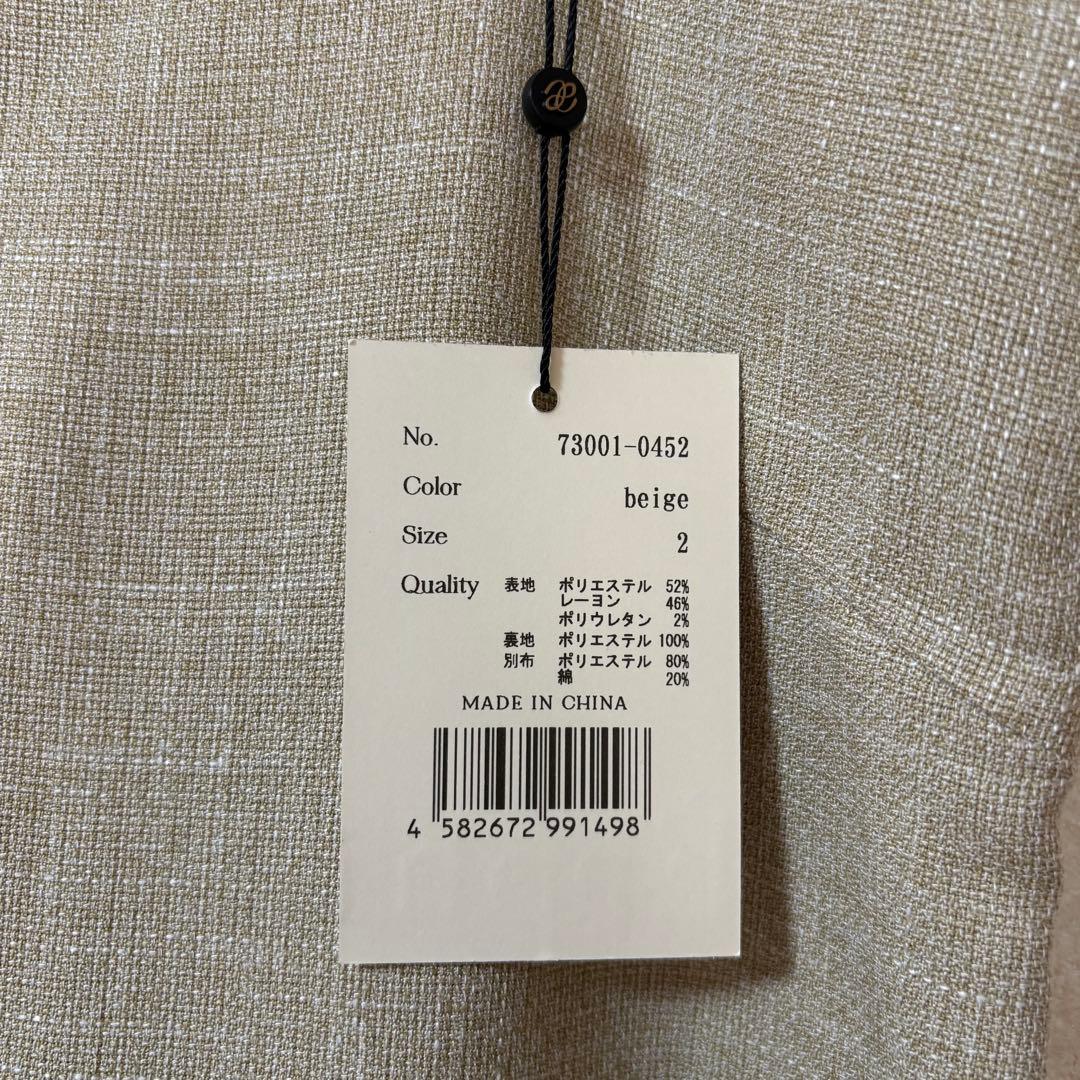 No. 73001-0452
Color beige
Size 2
Quality 表地 ポリエステル 52%
レーヨン 46%
ポリウレタン 2%
裏地 ポリエステル 100%
別布 ポリエステル 80%
綿 20%
MADE IN CHINA
4 582672 991498